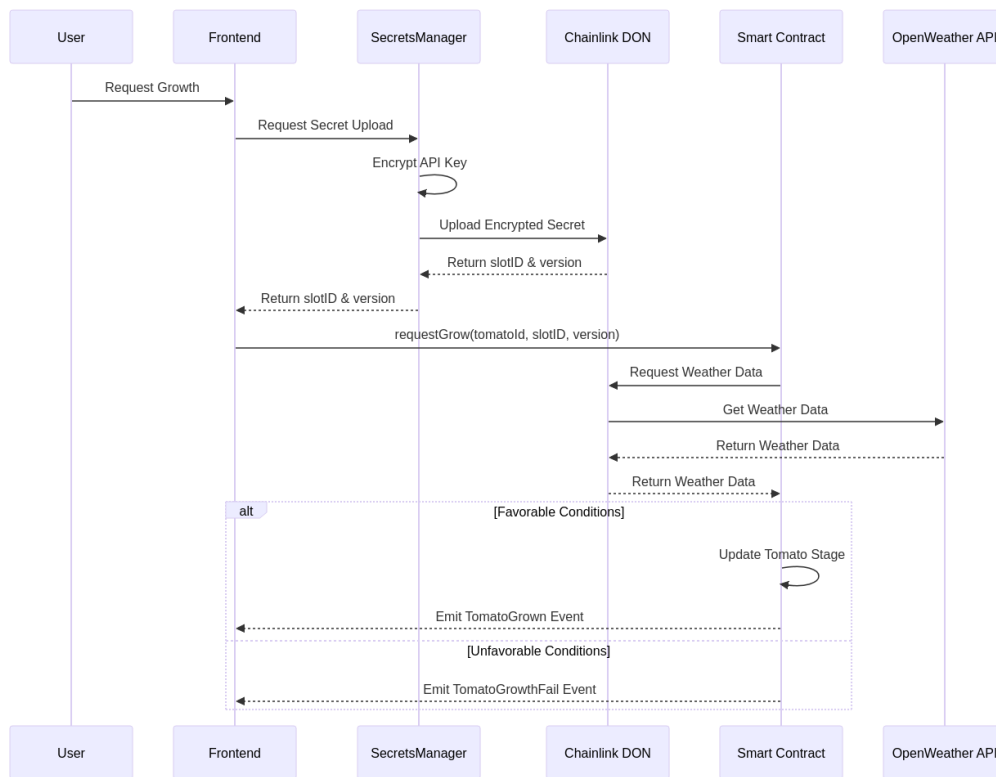 User
Frontend
SecretsManager
Chainlink DON
Smart Contract
OpenWeather API
Request Growth
Request Secret Upload
Encrypt API Key
Upload Encrypted Secret
Return slotID & version
Return slotID & version
requestGrow(tomatoId, slotID, version)
Request Weather Data
Get Weather Data
Return Weather Data
Return Weather Data
alt
[Favorable Conditions]
Update Tomato Stage
Emit TomatoGrown Event
[Unfavorable Conditions]
Emit TomatoGrowthFail Event
User
Frontend
SecretsManager
Chainlink DON
Smart Contract
OpenWeather API